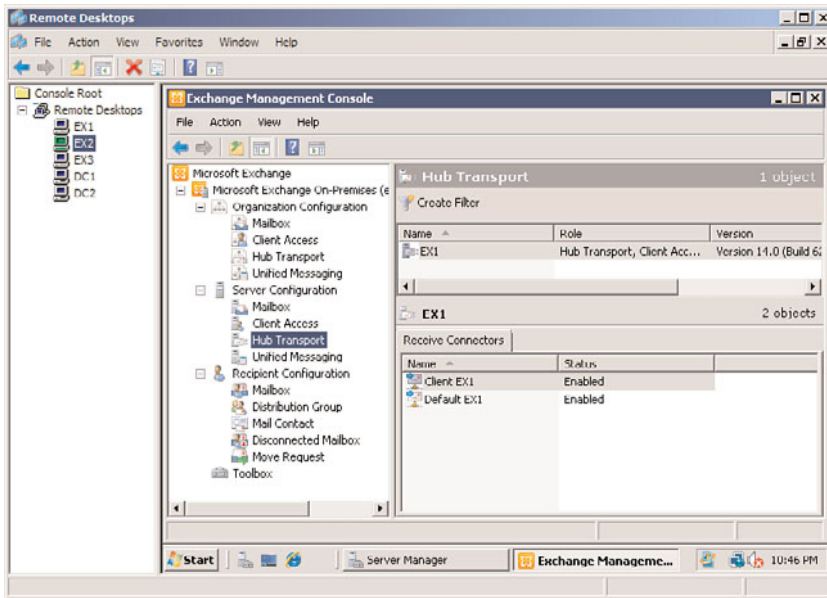 Remote Desktops
File Action View Favorites Window Help
Console Root
Remote Desktops
EX1
EX2
EX3
DC1
DC2
Exchange Management Console
File Action View Help
Microsoft Exchange
Microsoft Exchange On-Premises (e
Organization Configuration
Mailbox
Client Access
Hub Transport
Unified Messaging
Server Configuration
Mailbox
Client Access
Hub Transport
Unified Messaging
Recipient Configuration
Mailbox
Distribution Group
Mail Contact
Disconnected Mailbox
Move Request
Toolbox
Hub Transport 1 object
Create Filter
Name Role Version
EX1 Hub Transport, Client Acc... Version 14.0 (Build 63
EX1 2 objects
Receive Connectors
Name Status
Client EX1 Enabled
Default EX1 Enabled
Start Server Manager Exchange Manageme... 10:46 PM